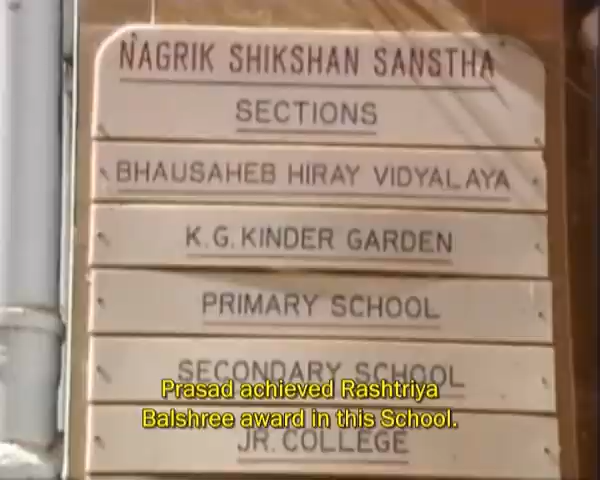 NAGRIK SHIKSHAN SANSTHA
SECTIONS
BHAUSAHEB HIRAY VIDYALAYA
K.G. KINDER GARDEN
PRIMARY SCHOOL
SECONDARY SCHOOL
Prasad achieved Rashtriya
Balshree award in this School.
JR. COLLEGE